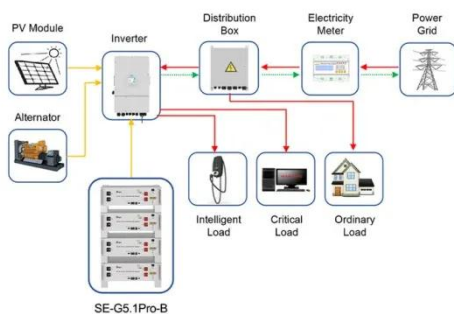 PV Module
Inverter
Distribution
Box
Electricity
Meter
Power
Grid
Alternator
Intelligent
Load
Critical
Load
Ordinary
Load
SE-G5.1Pro-B